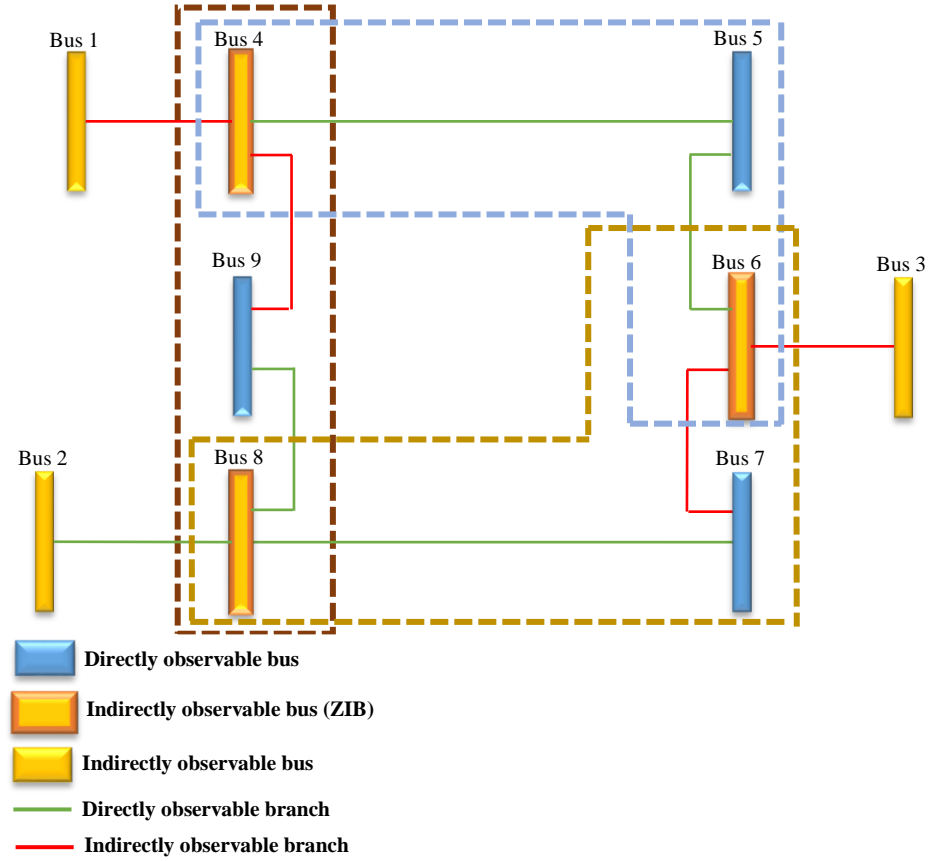 Bus 1
Bus 4
Bus 5
Bus 9
Bus 6
Bus 3
Bus 2
Bus 8
Bus 7
Directly observable bus
Indirectly observable bus (ZIB)
Indirectly observable bus
Directly observable branch
Indirectly observable branch